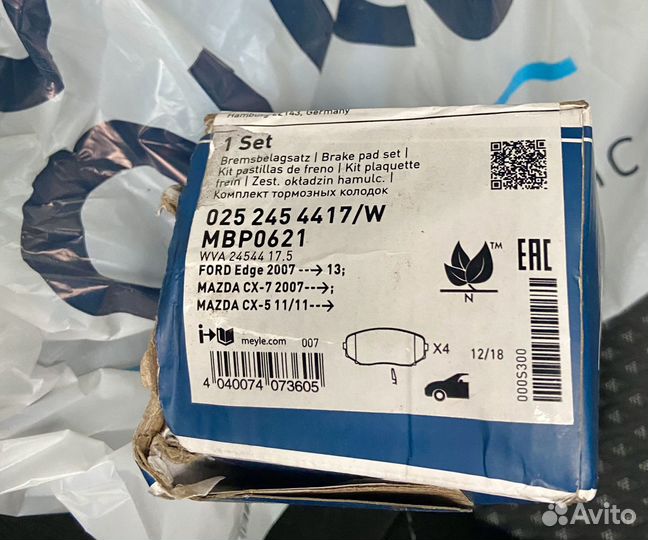 Hamburg 22143, Germany
1 Set
Bremsbelagsatz | Brake pad set |
Kit pastillas de freno | Kit plaquette
frein | Zest. okładzin hamulc. |
Комплект тормозных колодок
025 245 4417/W
MBP0621
WVA 24544 17.5
FORD Edge 2007 ---> 13;
MAZDA CX-7 2007--->;
MAZDA CX-5 11/11--->
TM
N
EAC
i
meyle.com 007
X4
12/18
000S300
4 040074 073605
Avito